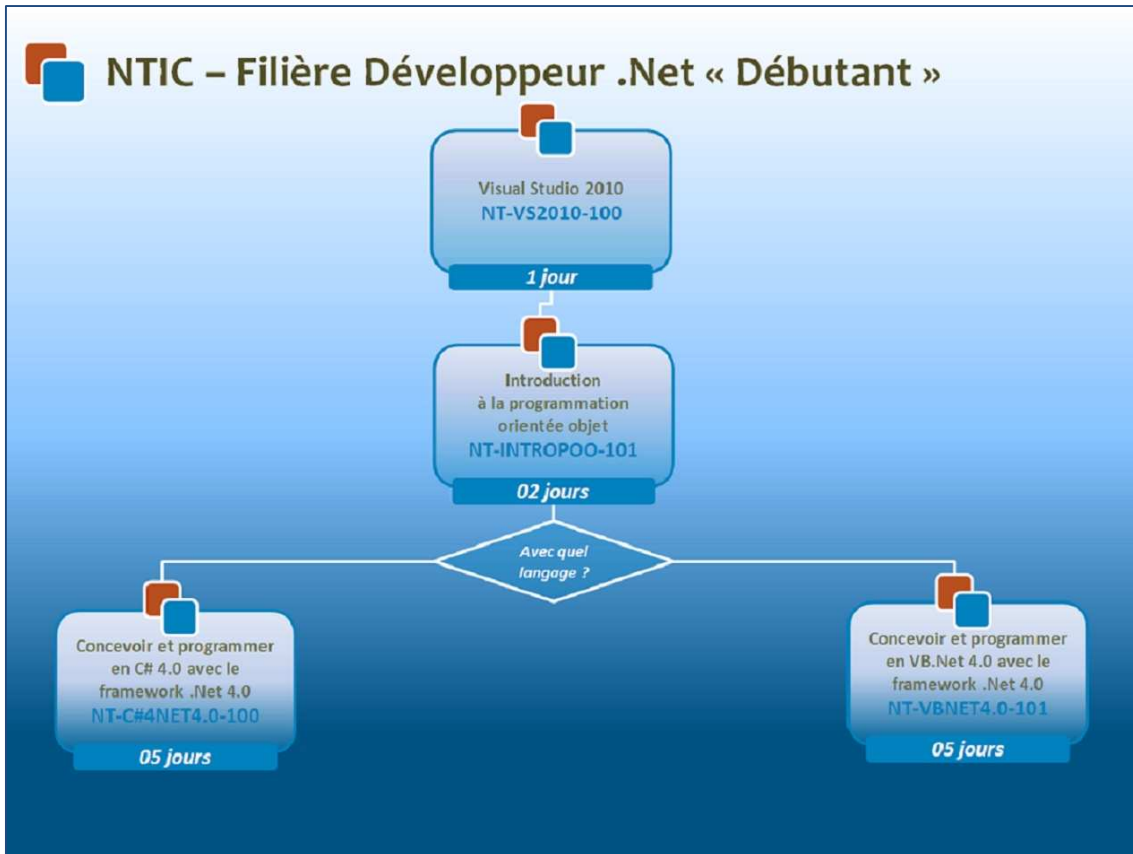 NTIC – Filière Développeur .Net « Débutant »
Visual Studio 2010
NT-VS2010-100
1 jour
Introduction
à la programmation
orientée objet
NT-INTROPOO-101
02 jours
Avec quel
langage ?
Concevoir et programmer
en C# 4.0 avec le
framework .Net 4.0
NT-C#4NET4.0-100
05 jours
Concevoir et programmer
en VB.Net 4.0 avec le
framework .Net 4.0
NT-VBNET4.0-101
05 jours